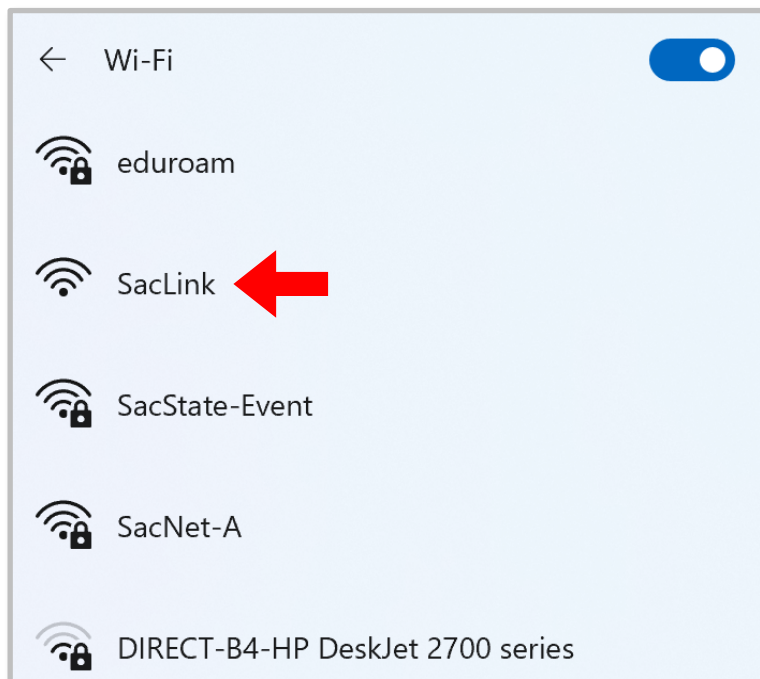 Wi-Fi
eduroam
SacLink
SacState-Event
SacNet-A
DIRECT-B4-HP DeskJet 2700 series